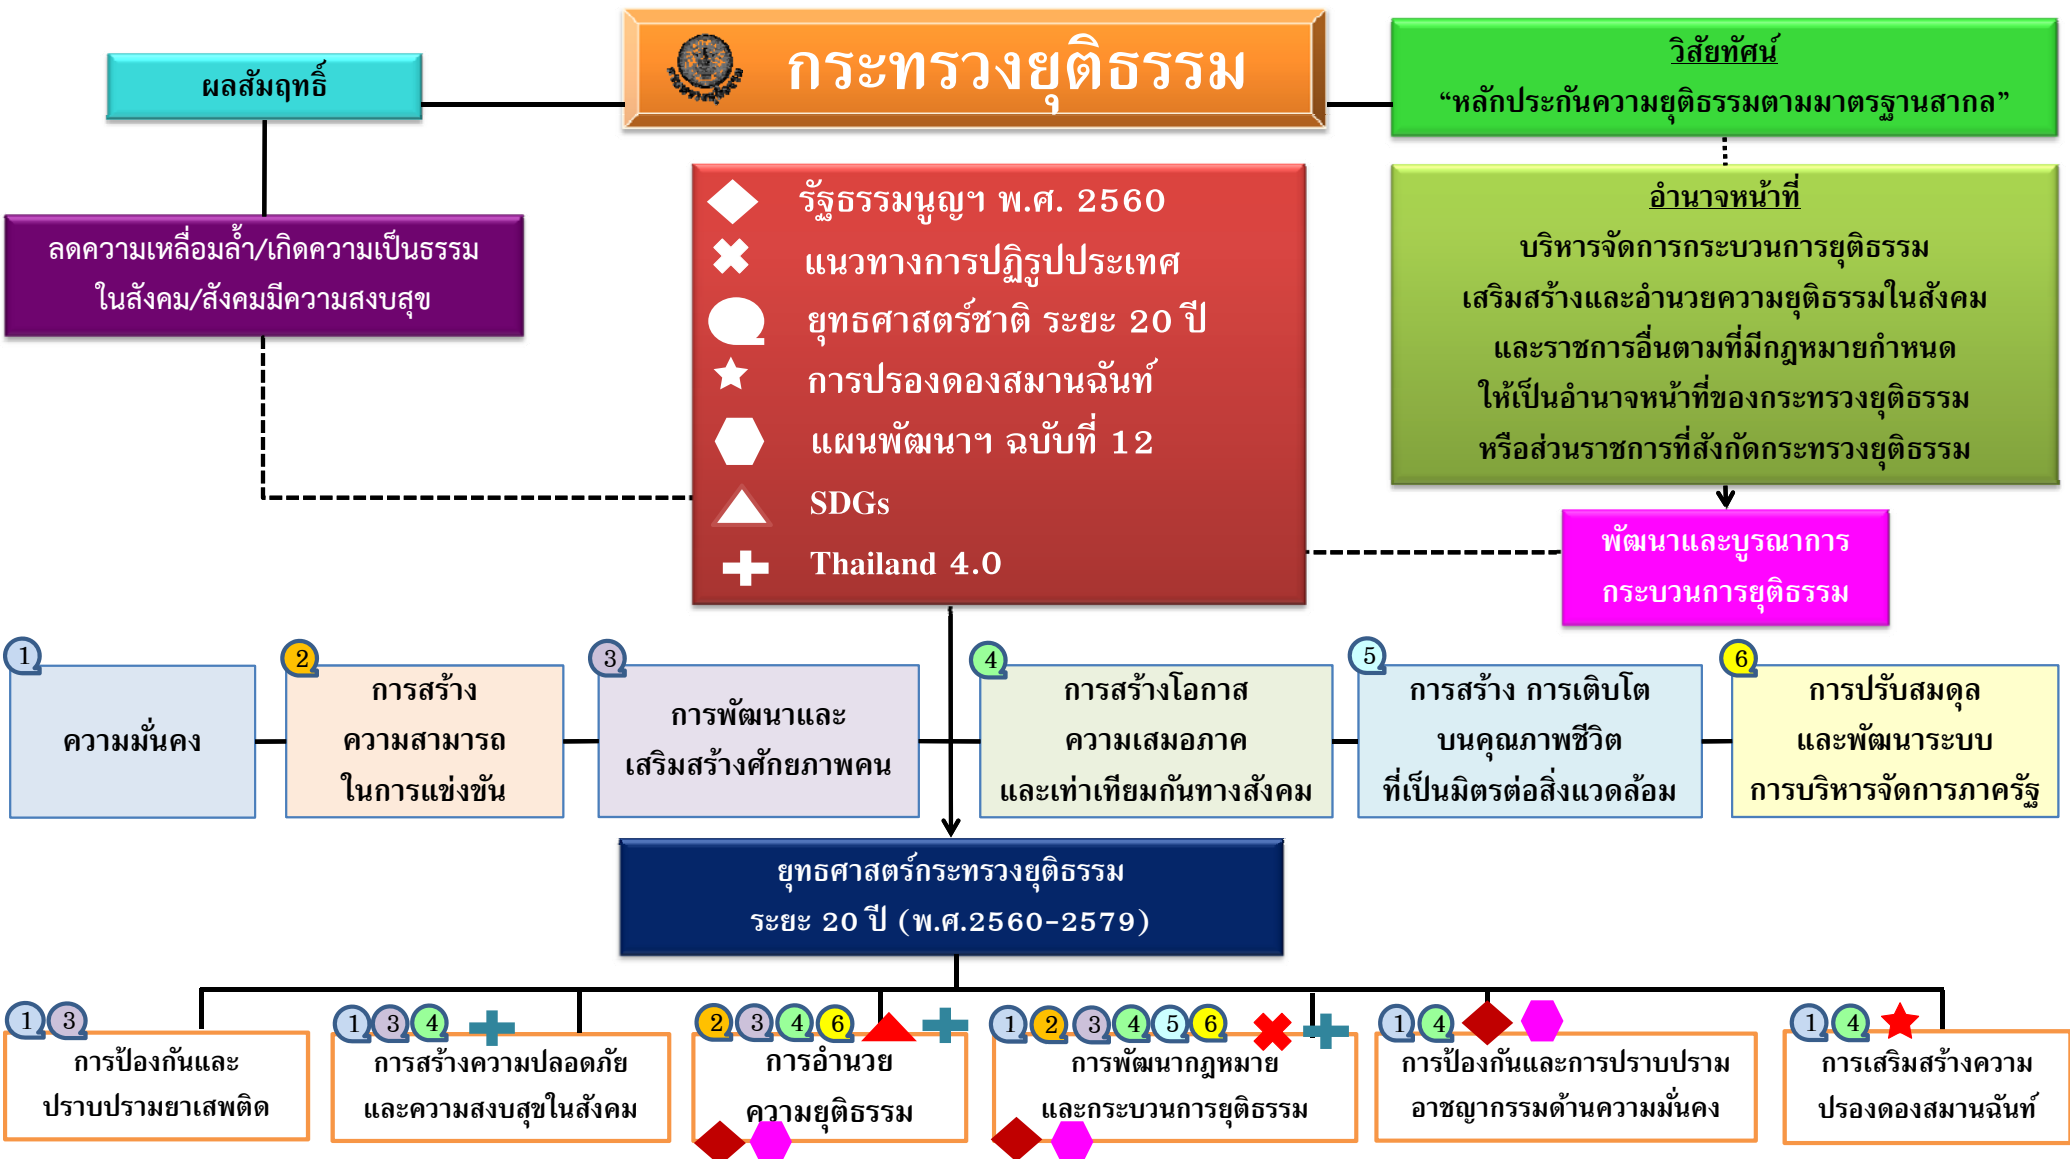 กระทรวงยุติธรรม
ผลสัมฤทธิ์
วิสัยทัศน์
“หลักประกันความยุติธรรมตามมาตรฐานสากล”
ลดความเหลื่อมล้ำ/เกิดความเป็นธรรม
ในสังคม/สังคมมีความสงบสุข
รัฐธรรมนูญฯ พ.ศ. 2560
แนวทางการปฏิรูปประเทศ
ยุทธศาสตร์ชาติ ระยะ 20 ปี
การปรองดองสมานฉันท์
แผนพัฒนาฯ ฉบับที่ 12
SDGs
Thailand 4.0
อำนาจหน้าที่
บริหารจัดการกระบวนการยุติธรรม
เสริมสร้างและอำนวยความยุติธรรมในสังคม
และราชการอื่นตามที่มีกฎหมายกำหนด
ให้เป็นอำนาจหน้าที่ของกระทรวงยุติธรรม
หรือส่วนราชการที่สังกัดกระทรวงยุติธรรม
พัฒนาและบูรณาการ
กระบวนการยุติธรรม
1
ความมั่นคง
2
การสร้าง
ความสามารถ
ในการแข่งขัน
3
การพัฒนาและ
เสริมสร้างศักยภาพคน
4
การสร้างโอกาส
ความเสมอภาค
และเท่าเทียมกันทางสังคม
5
การสร้าง การเติบโต
บนคุณภาพชีวิต
ที่เป็นมิตรต่อสิ่งแวดล้อม
6
การปรับสมดุล
และพัฒนาระบบ
การบริหารจัดการภาครัฐ
ยุทธศาสตร์กระทรวงยุติธรรม
ระยะ 20 ปี (พ.ศ.2560-2579)
1 3
การป้องกันและ
ปราบปรามยาเสพติด
1 3 4
การสร้างความปลอดภัย
และความสงบสุขในสังคม
2 3 4 6
การอำนวย
ความยุติธรรม
1 2 3 4 5 6
การพัฒนากฎหมาย
และกระบวนการยุติธรรม
1 4
การป้องกันและการปราบปราม
อาชญากรรมด้านความมั่นคง
1 4
การเสริมสร้างความ
ปรองดองสมานฉันท์